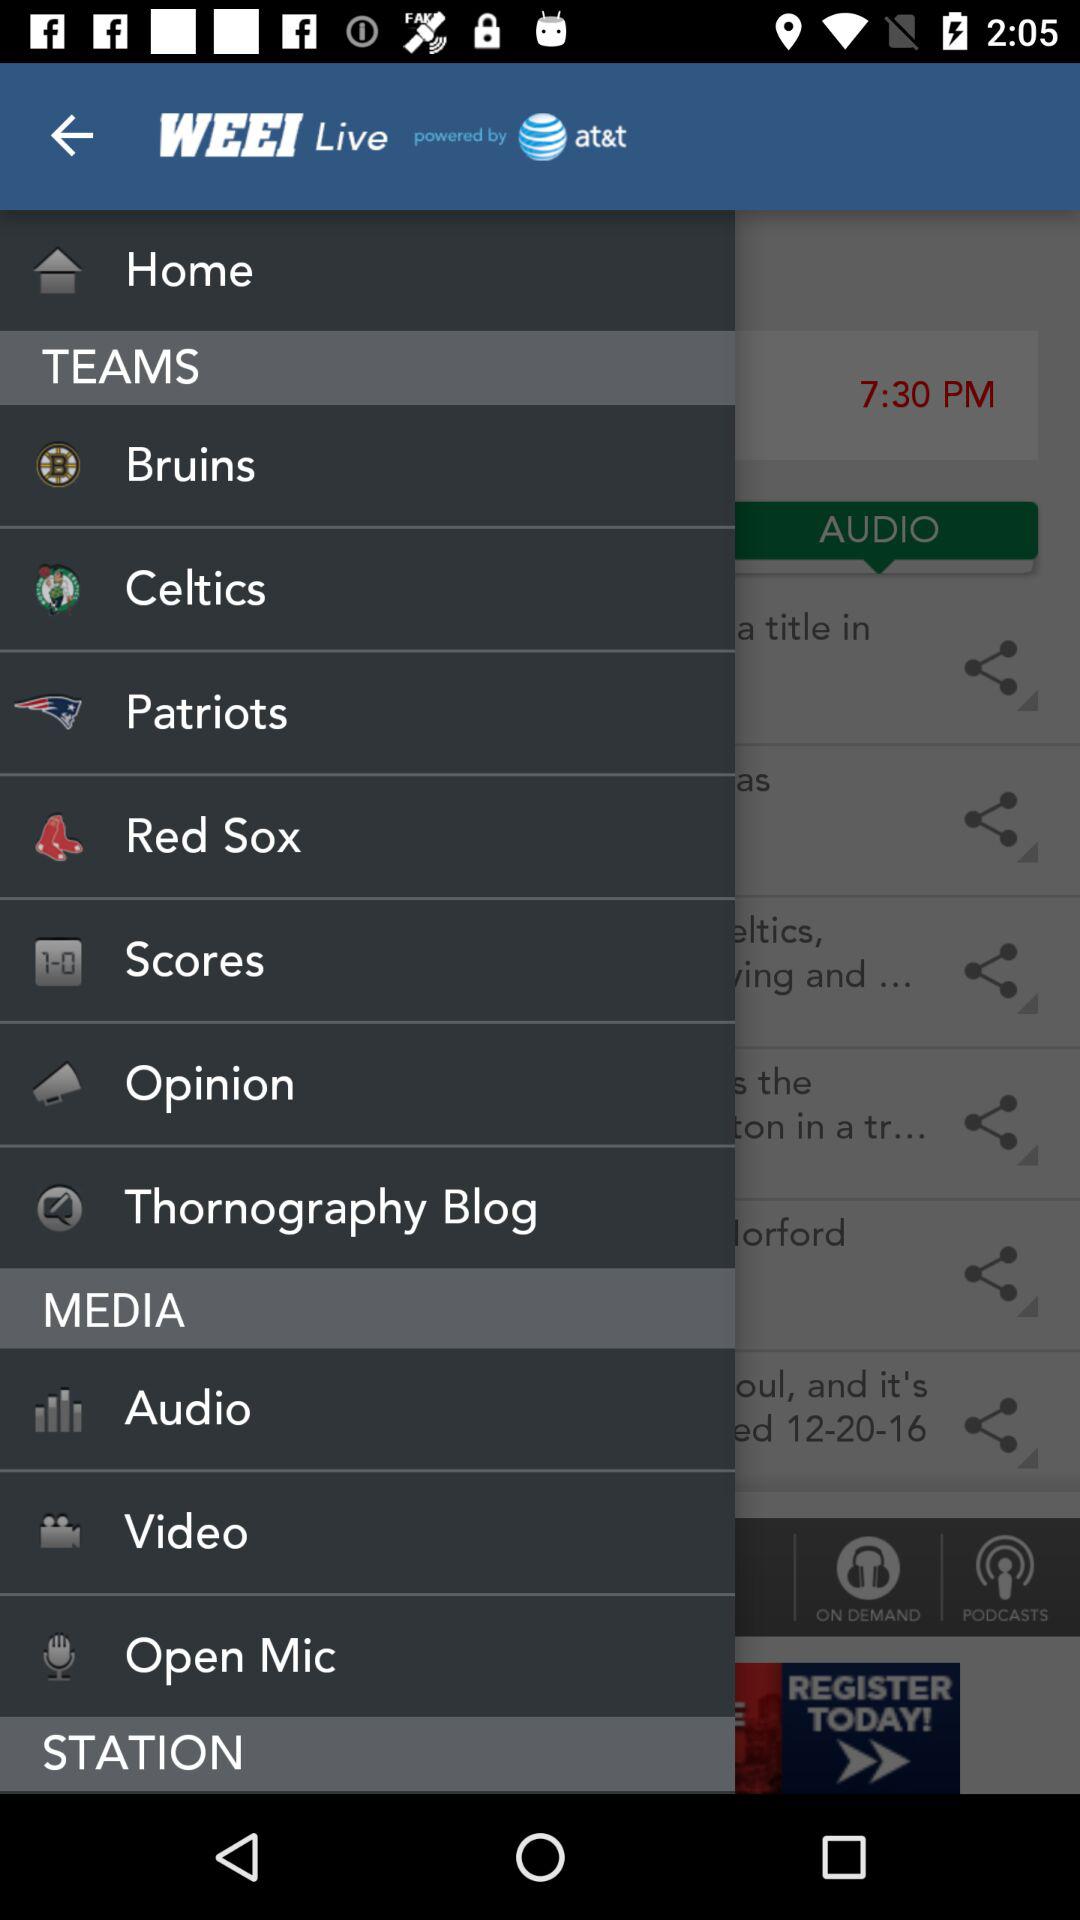 FAKE
2:05
WEEI Live powered by at&t
Home
TEAMS
7:30 PM
Bruins
AUDIO
Celtics
a title in
Patriots
as
Red Sox
eltics,
Scores
ving and ...
Opinion
s the
ton in a tr...
Thornography Blog
lorford
MEDIA
Audio
oul, and it's
ed 12-20-16
Video
ON DEMAND
PODCASTS
Open Mic
REGISTER
TODAY!
STATION